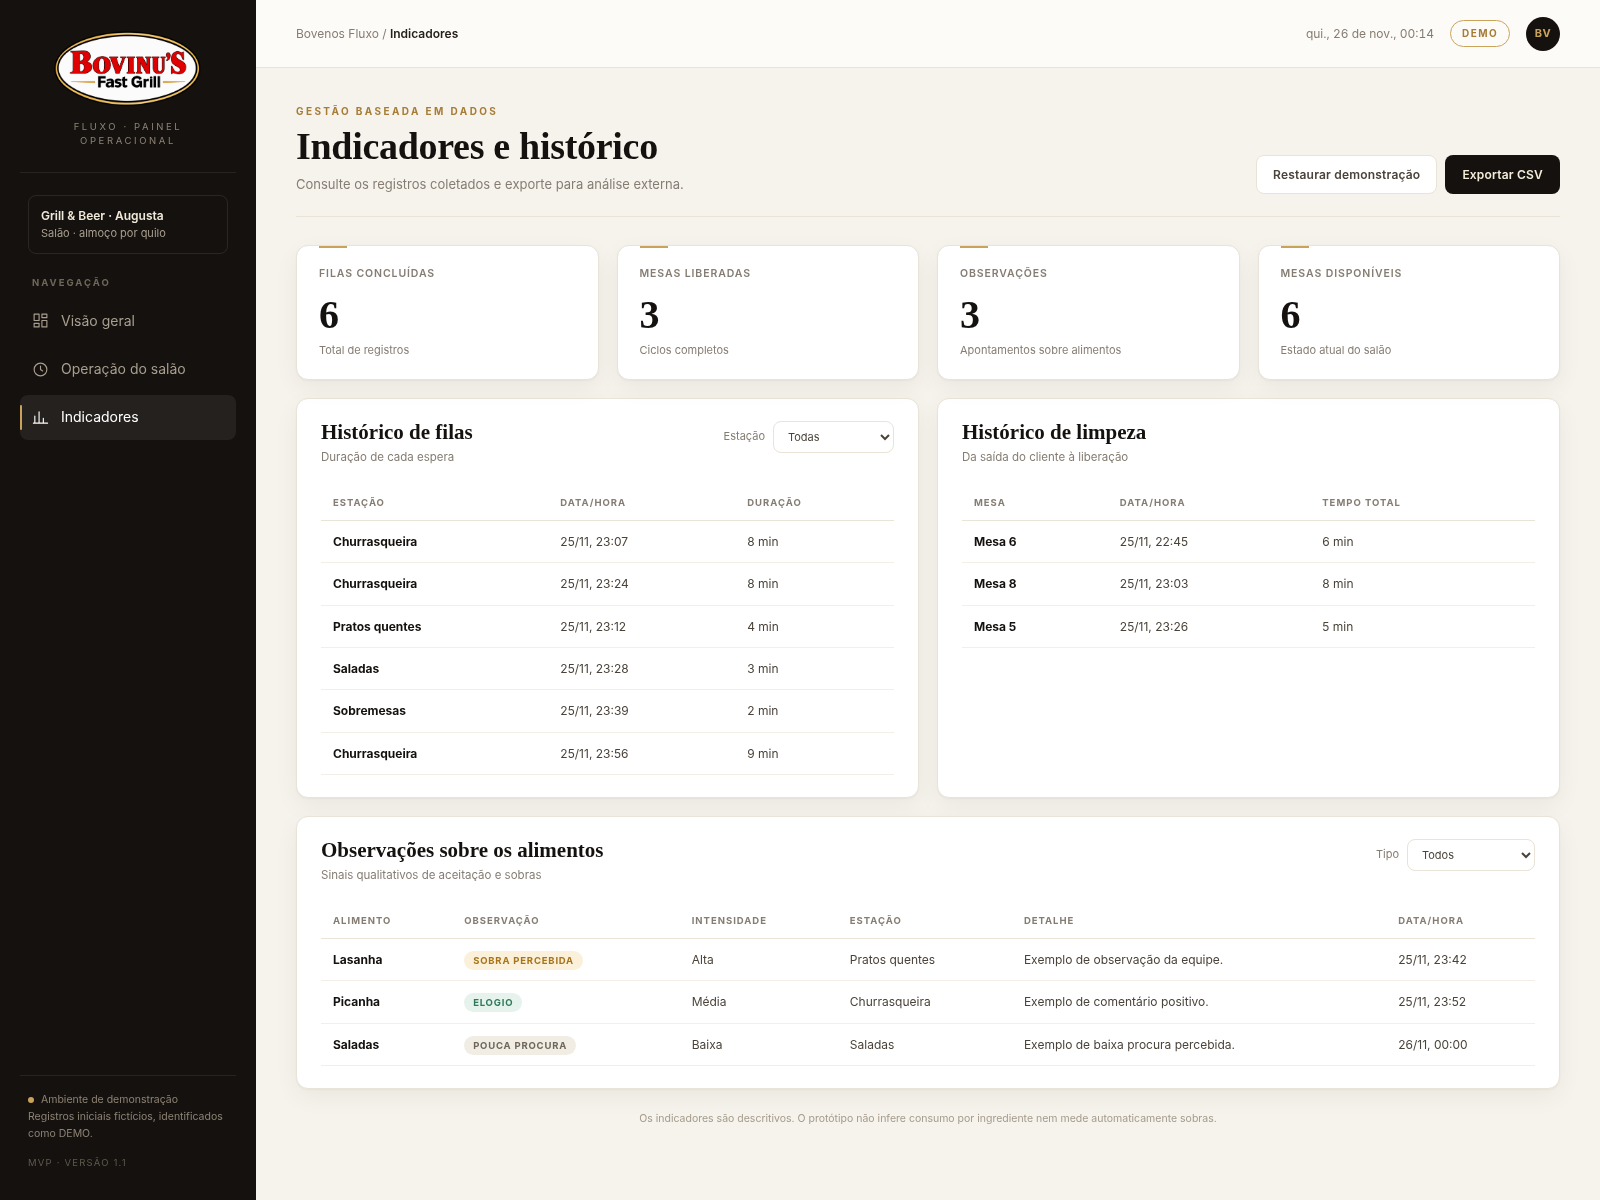 BOVINU'S
Fast Grill
FLUXO · PAINEL
OPERACIONAL
Grill & Beer · Augusta
Salão · almoço por quilo
NAVEGAÇÃO
Visão geral
Operação do salão
Indicadores
Ambiente de demonstração
Registros iniciais fictícios, identificados
como DEMO.
MVP · VERSÃO 1.1
Bovenos Fluxo / Indicadores
qui., 26 de nov., 00:14
DEMO
BV
GESTÃO BASEADA EM DADOS
Indicadores e histórico
Consulte os registros coletados e exporte para análise externa.
Restaurar demonstração
Exportar CSV
FILAS CONCLUÍDAS
6
Total de registros
MESAS LIBERADAS
3
Ciclos completos
OBSERVAÇÕES
3
Apontamentos sobre alimentos
MESAS DISPONÍVEIS
6
Estado atual do salão
Histórico de filas
Duração de cada espera
Estação Todas
ESTAÇÃO DATA/HORA DURAÇÃO
Churrasqueira 25/11, 23:07 8 min
Churrasqueira 25/11, 23:24 8 min
Pratos quentes 25/11, 23:12 4 min
Saladas 25/11, 23:28 3 min
Sobremesas 25/11, 23:39 2 min
Churrasqueira 25/11, 23:56 9 min
Histórico de limpeza
Da saída do cliente à liberação
MESA DATA/HORA TEMPO TOTAL
Mesa 6 25/11, 22:45 6 min
Mesa 8 25/11, 23:03 8 min
Mesa 5 25/11, 23:26 5 min
Observações sobre os alimentos
Sinais qualitativos de aceitação e sobras
Tipo Todos
ALIMENTO OBSERVAÇÃO INTENSIDADE ESTAÇÃO DETALHE DATA/HORA
Lasanha SOBRA PERCEBIDA Alta Pratos quentes Exemplo de observação da equipe. 25/11, 23:42
Picanha ELOGIO Média Churrasqueira Exemplo de comentário positivo. 25/11, 23:52
Saladas POUCA PROCURA Baixa Saladas Exemplo de baixa procura percebida. 26/11, 00:00
Os indicadores são descritivos. O protótipo não infere consumo por ingrediente nem mede automaticamente sobras.